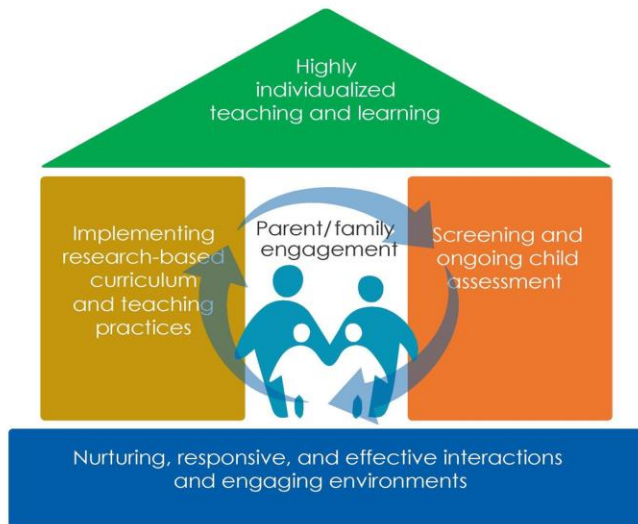 Highly
individualized
teaching and learning
Implementing
research-based
curriculum
and teaching
practices
Parent/family
engagement
Screening and
ongoing child
assessment
Nurturing, responsive, and effective interactions
and engaging environments